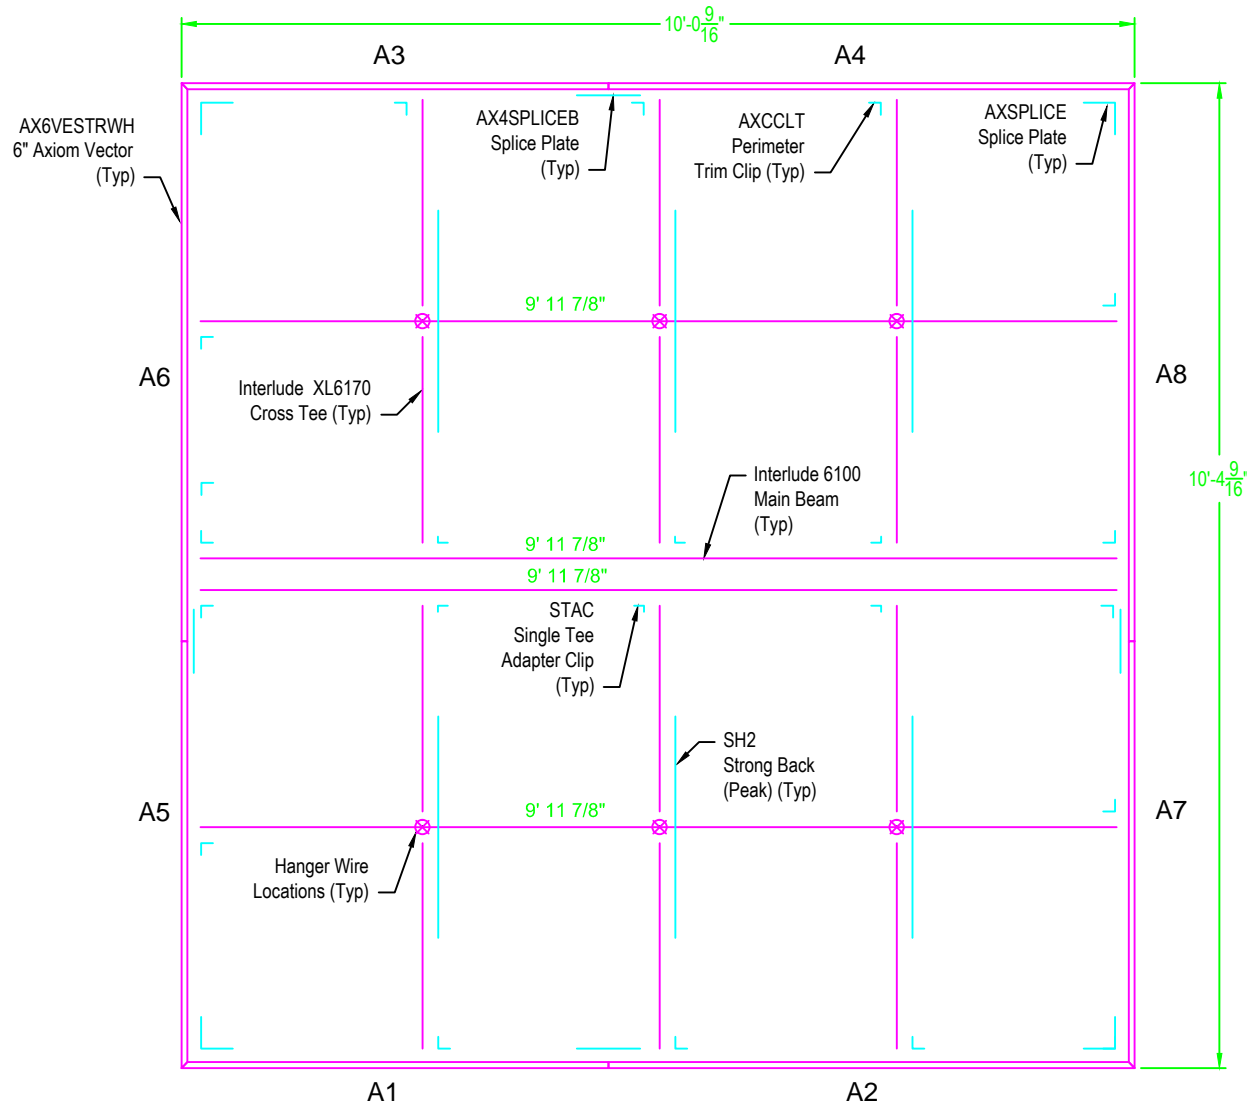 10'-0 9/16"
A3
A4
AX6VESTRWH
6" Axiom Vector
(Typ)
AX4SPLICEB
Splice Plate
(Typ)
AXCCLT
Perimeter
Trim Clip (Typ)
AXSPLICE
Splice Plate
(Typ)
9' 11 7/8"
A6
Interlude XL6170
Cross Tee (Typ)
A8
Interlude 6100
Main Beam
(Typ)
10'-4 9/16"
9' 11 7/8"
9' 11 7/8"
STAC
Single Tee
Adapter Clip
(Typ)
SH2
Strong Back
(Peak) (Typ)
A5
9' 11 7/8"
A7
Hanger Wire
Locations (Typ)
A1
A2